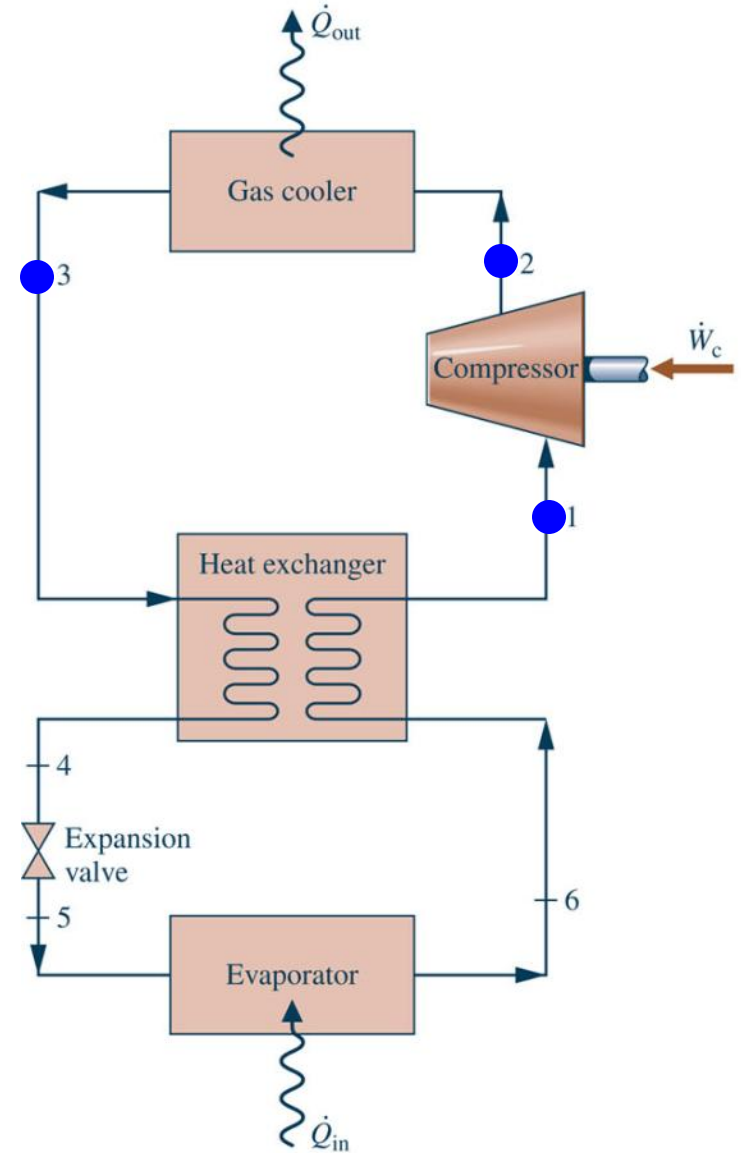 Q̇out
Gas cooler
3
2
Ẇc
Compressor
1
Heat exchanger
4
Expansion
valve
5
6
Evaporator
Q̇in